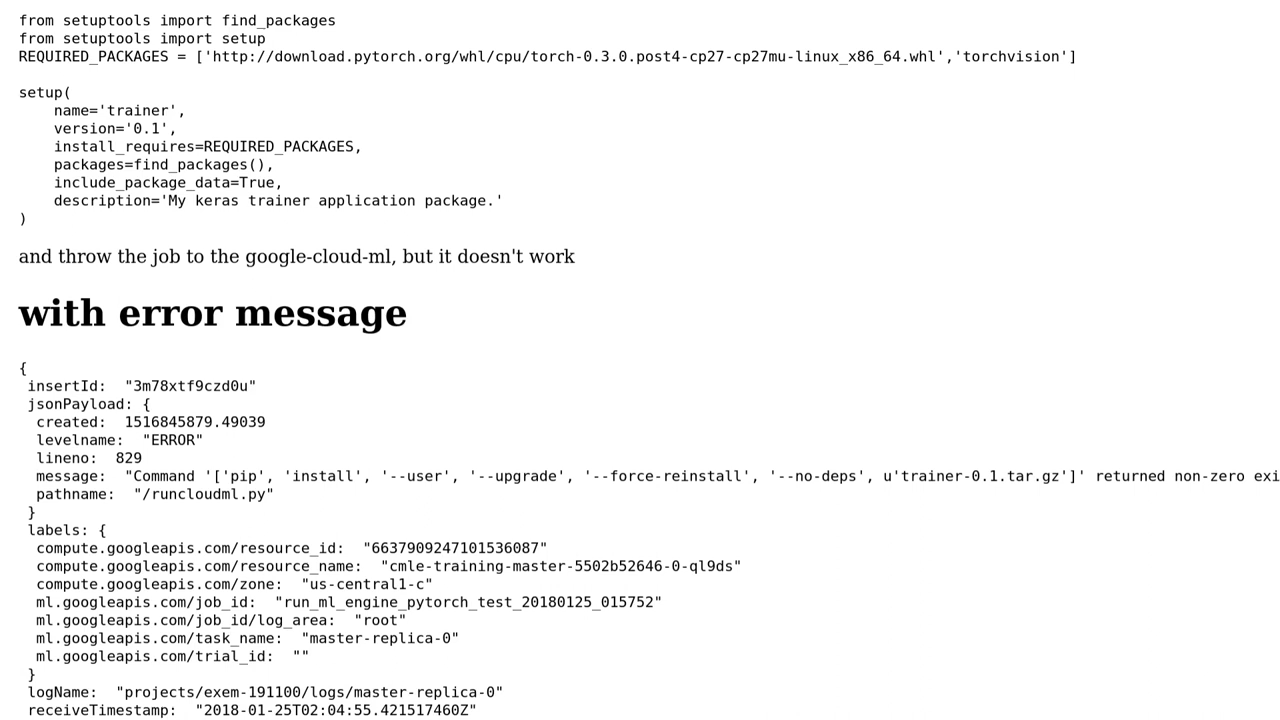 from setuptools import find_packages
from setuptools import setup
REQUIRED_PACKAGES = ['http://download.pytorch.org/whl/cpu/torch-0.3.0.post4-cp27-cp27mu-linux_x86_64.whl','torchvision']
setup(
    name='trainer',
    version='0.1',
    install_requires=REQUIRED_PACKAGES,
    packages=find_packages(),
    include_package_data=True,
    description='My keras trainer application package.'
)
and throw the job to the google-cloud-ml, but it doesn't work
with error message
{
 insertId:  "3m78xtf9czd0u"
 jsonPayload: {
  created:  1516845879.49039
  levelname:  "ERROR"
  lineno:  829
  message:  "Command '['pip', 'install', '--user', '--upgrade', '--force-reinstall', '--no-deps', u'trainer-0.1.tar.gz']' returned non-zero exi
  pathname:  "/runcloudml.py"
 }
 labels: {
  compute.googleapis.com/resource_id:  "6637909247101536087"
  compute.googleapis.com/resource_name:  "cmle-training-master-5502b52646-0-ql9ds"
  compute.googleapis.com/zone:  "us-central1-c"
  ml.googleapis.com/job_id:  "run_ml_engine_pytorch_test_20180125_015752"
  ml.googleapis.com/job_id/log_area:  "root"
  ml.googleapis.com/task_name:  "master-replica-0"
  ml.googleapis.com/trial_id:  ""
 }
 logName:  "projects/exem-191100/logs/master-replica-0"
 receiveTimestamp:  "2018-01-25T02:04:55.421517460Z"